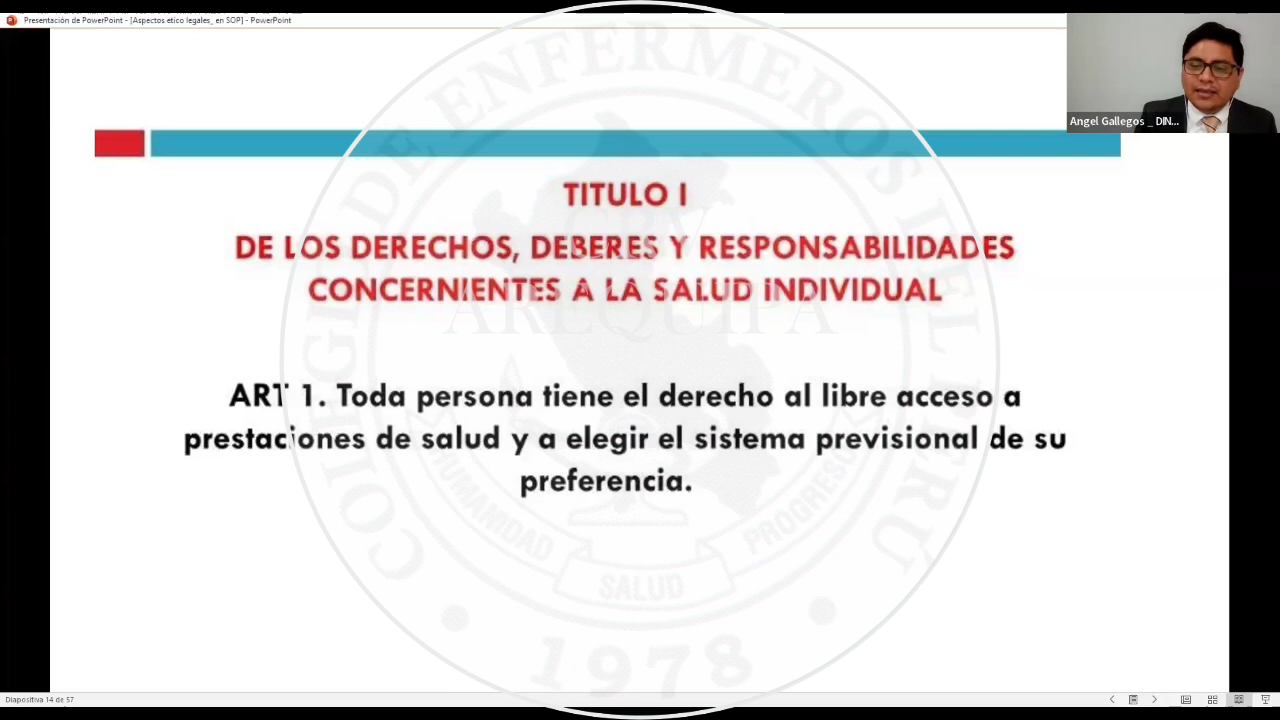 Presentación de PowerPoint - [Aspectos etico legales_ en SOP] - PowerPoint
Angel Gallegos _ DIN...
TITULO I
DE LOS DERECHOS, DEBERES Y RESPONSABILIDADES
CONCERNIENTES A LA SALUD INDIVIDUAL
ART 1. Toda persona tiene el derecho al libre acceso a
prestaciones de salud y a elegir el sistema previsional de su
preferencia.
COLEGIO DE ENFERMEROS DEL PERÚ
CRV
AREQUIPA
HUMANIDAD
SALUD
PROGRESO
1978
Diapositiva 14 de 57